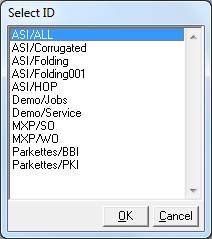 Select ID
ASI/ALL
ASI/Corrugated
ASI/Folding
ASI/Folding001
ASI/HOP
Demo/Jobs
Demo/Service
MXP/SO
MXP/WO
Parkettes/BBI
Parkettes/PKI
OK Cancel